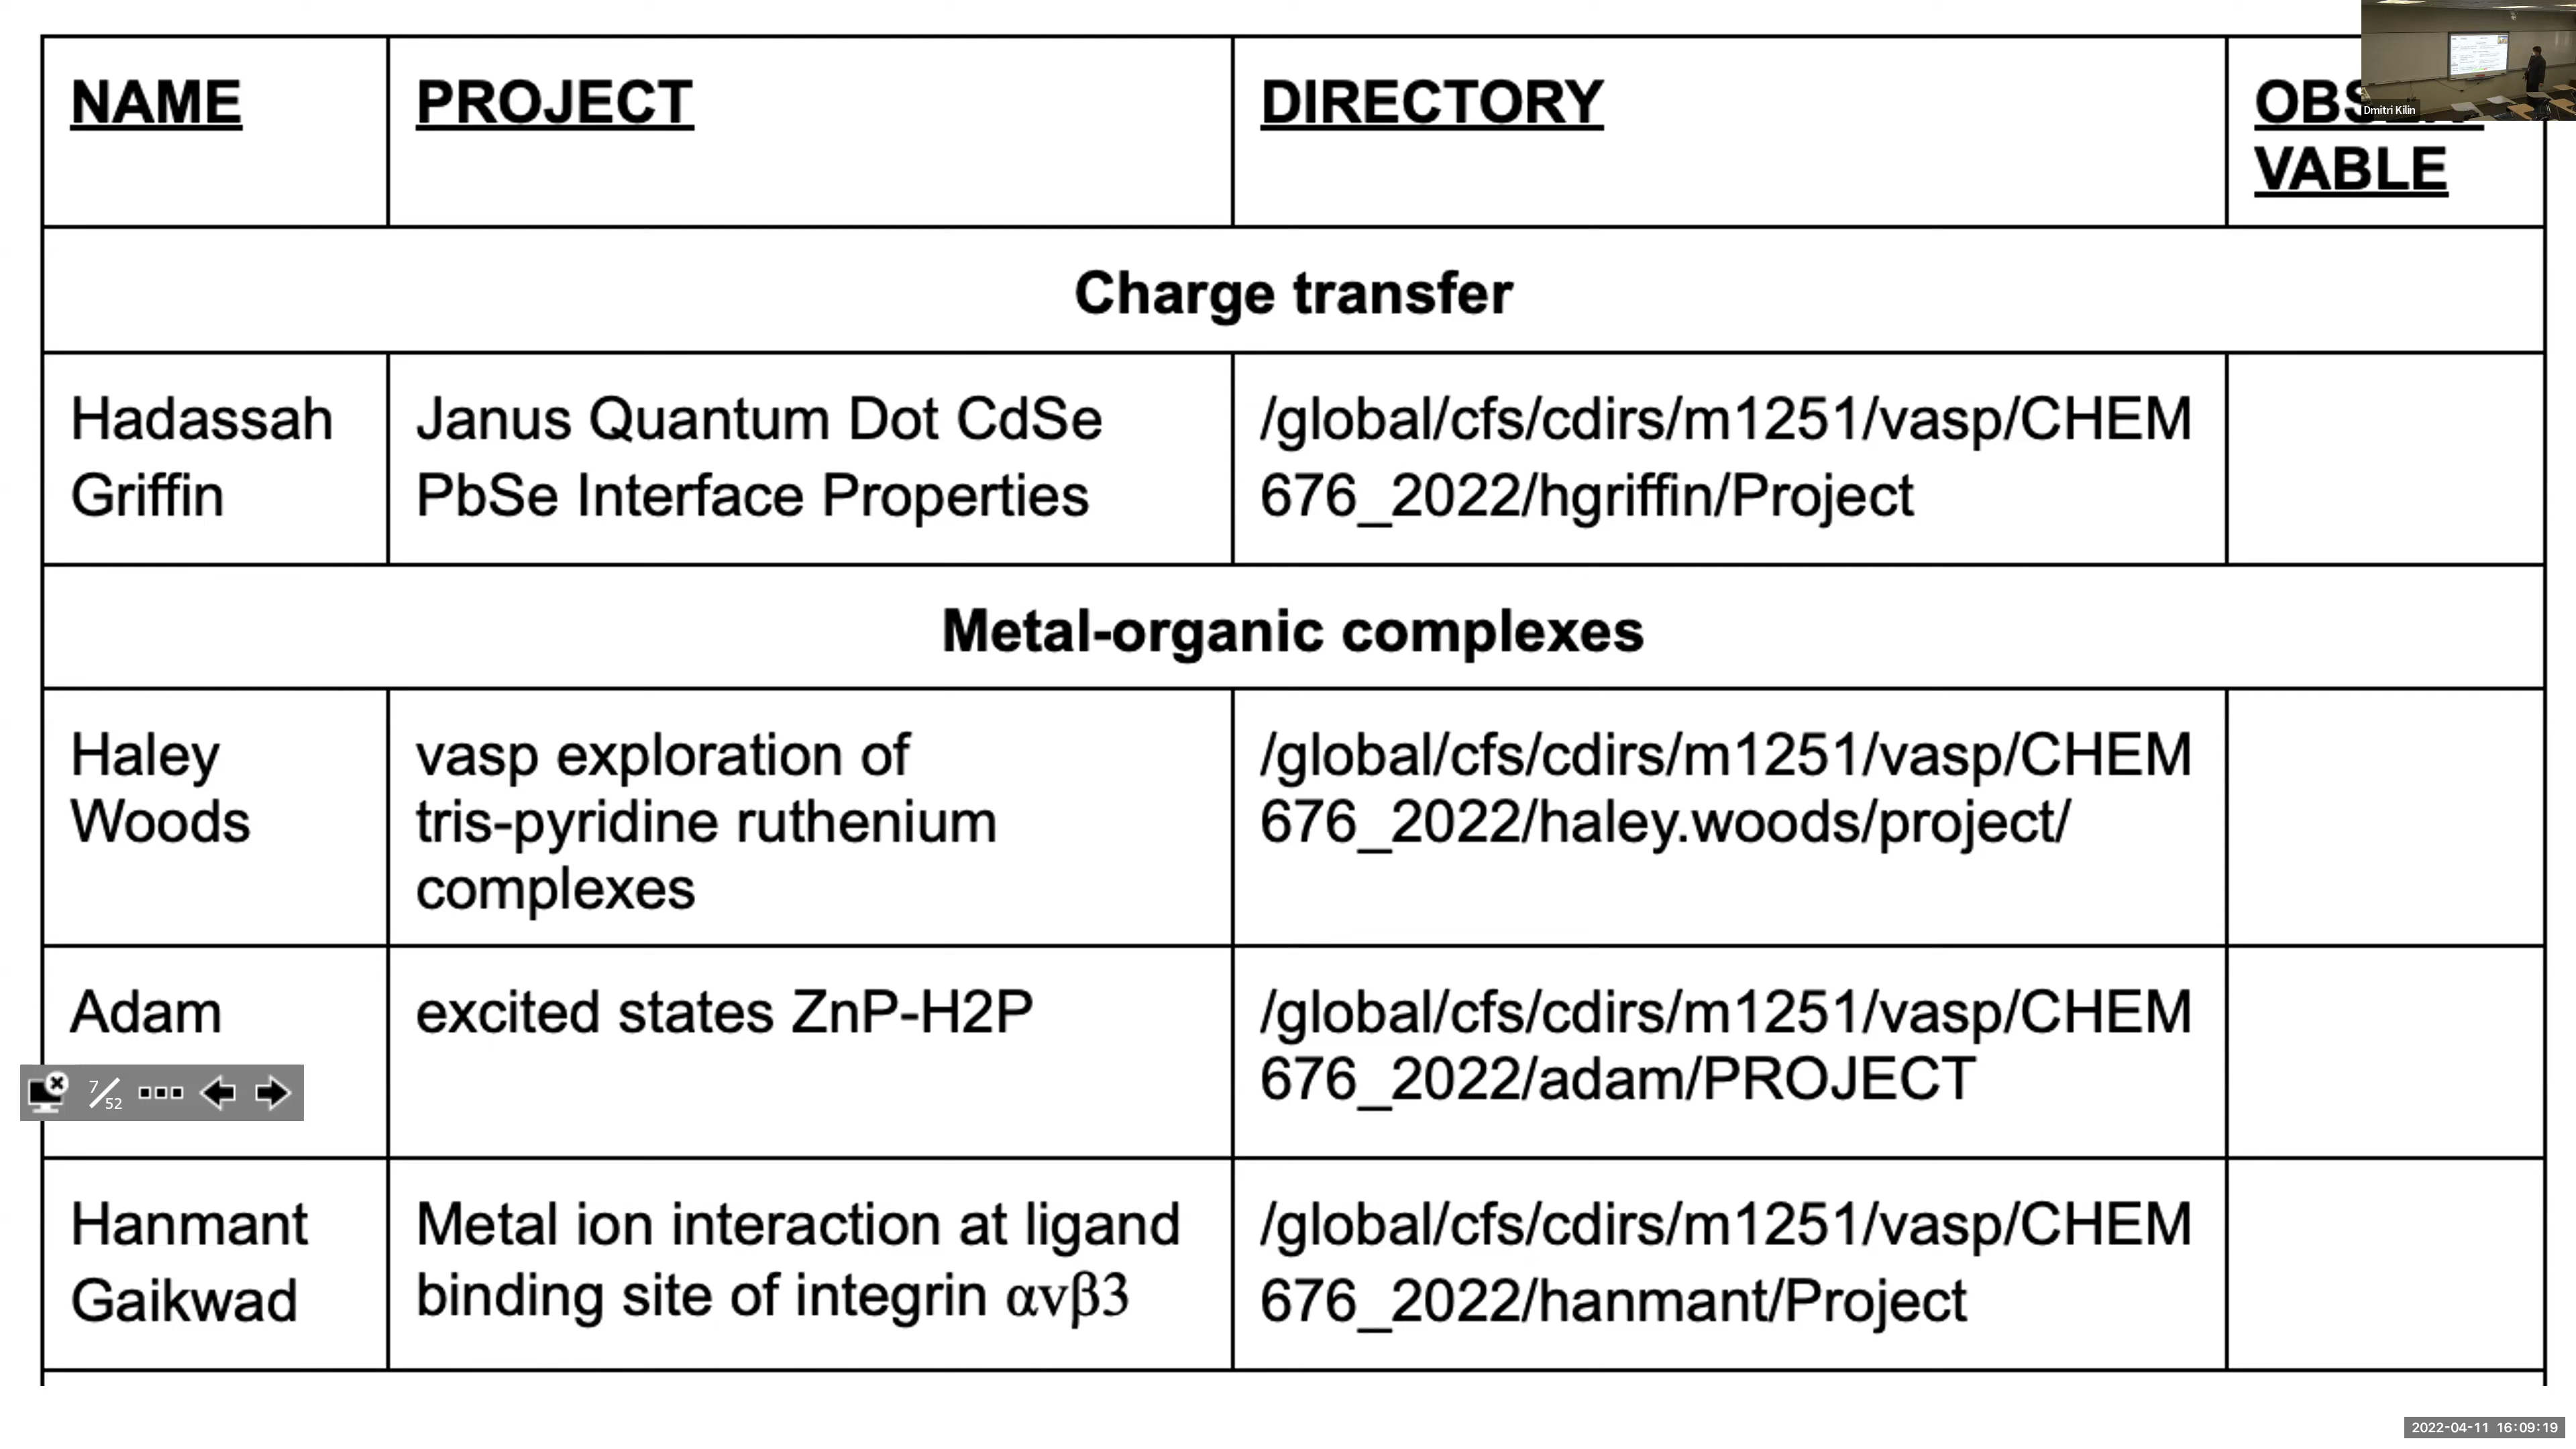 NAME
PROJECT
DIRECTORY
OBS
VABLE
Charge transfer
Hadassah
Griffin
Janus Quantum Dot CdSe
PbSe Interface Properties
/global/cfs/cdirs/m1251/vasp/CHEM
676_2022/hgriffin/Project
Metal-organic complexes
Haley
Woods
vasp exploration of
tris-pyridine ruthenium
complexes
/global/cfs/cdirs/m1251/vasp/CHEM
676_2022/haley.woods/project/
Adam
excited states ZnP-H2P
/global/cfs/cdirs/m1251/vasp/CHEM
676_2022/adam/PROJECT
Hanmant
Gaikwad
Metal ion interaction at ligand
binding site of integrin αvβ3
/global/cfs/cdirs/m1251/vasp/CHEM
676_2022/hanmant/Project
Dmitri Kilin
7/52
2022-04-11 16:09:19